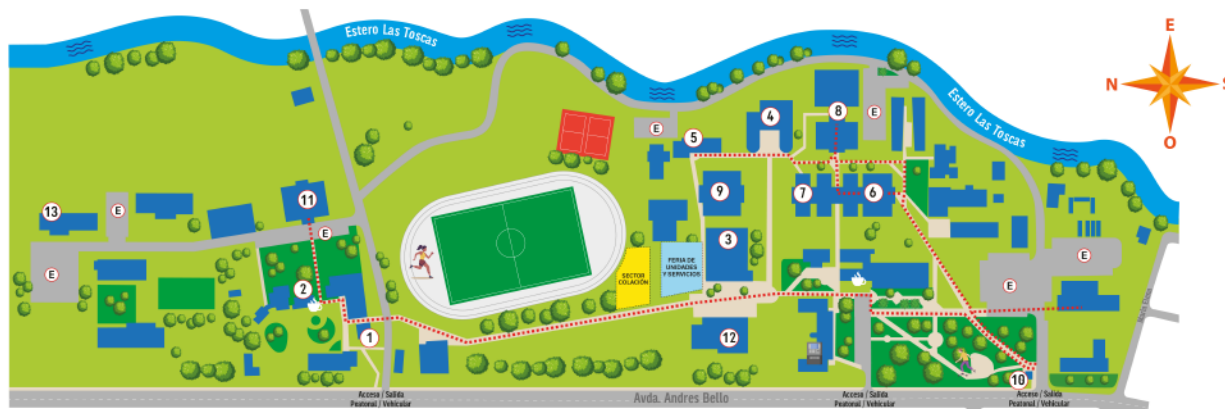 Estero Las Toscas
E
N
S
O
Estero Las Toscas
4
8
E
E
5
11
13
E
9
7
6
E
3
E
E
SECTOR
COLACIÓN
FERIA DE
UNIDADES
Y SERVICIOS
E
2
1
12
10
Acceso / Salida
Peatonal / Vehicular
Avda. Andres Bello
Acceso / Salida
Peatonal / Vehicular
Acceso / Salida
Peatonal / Vehicular